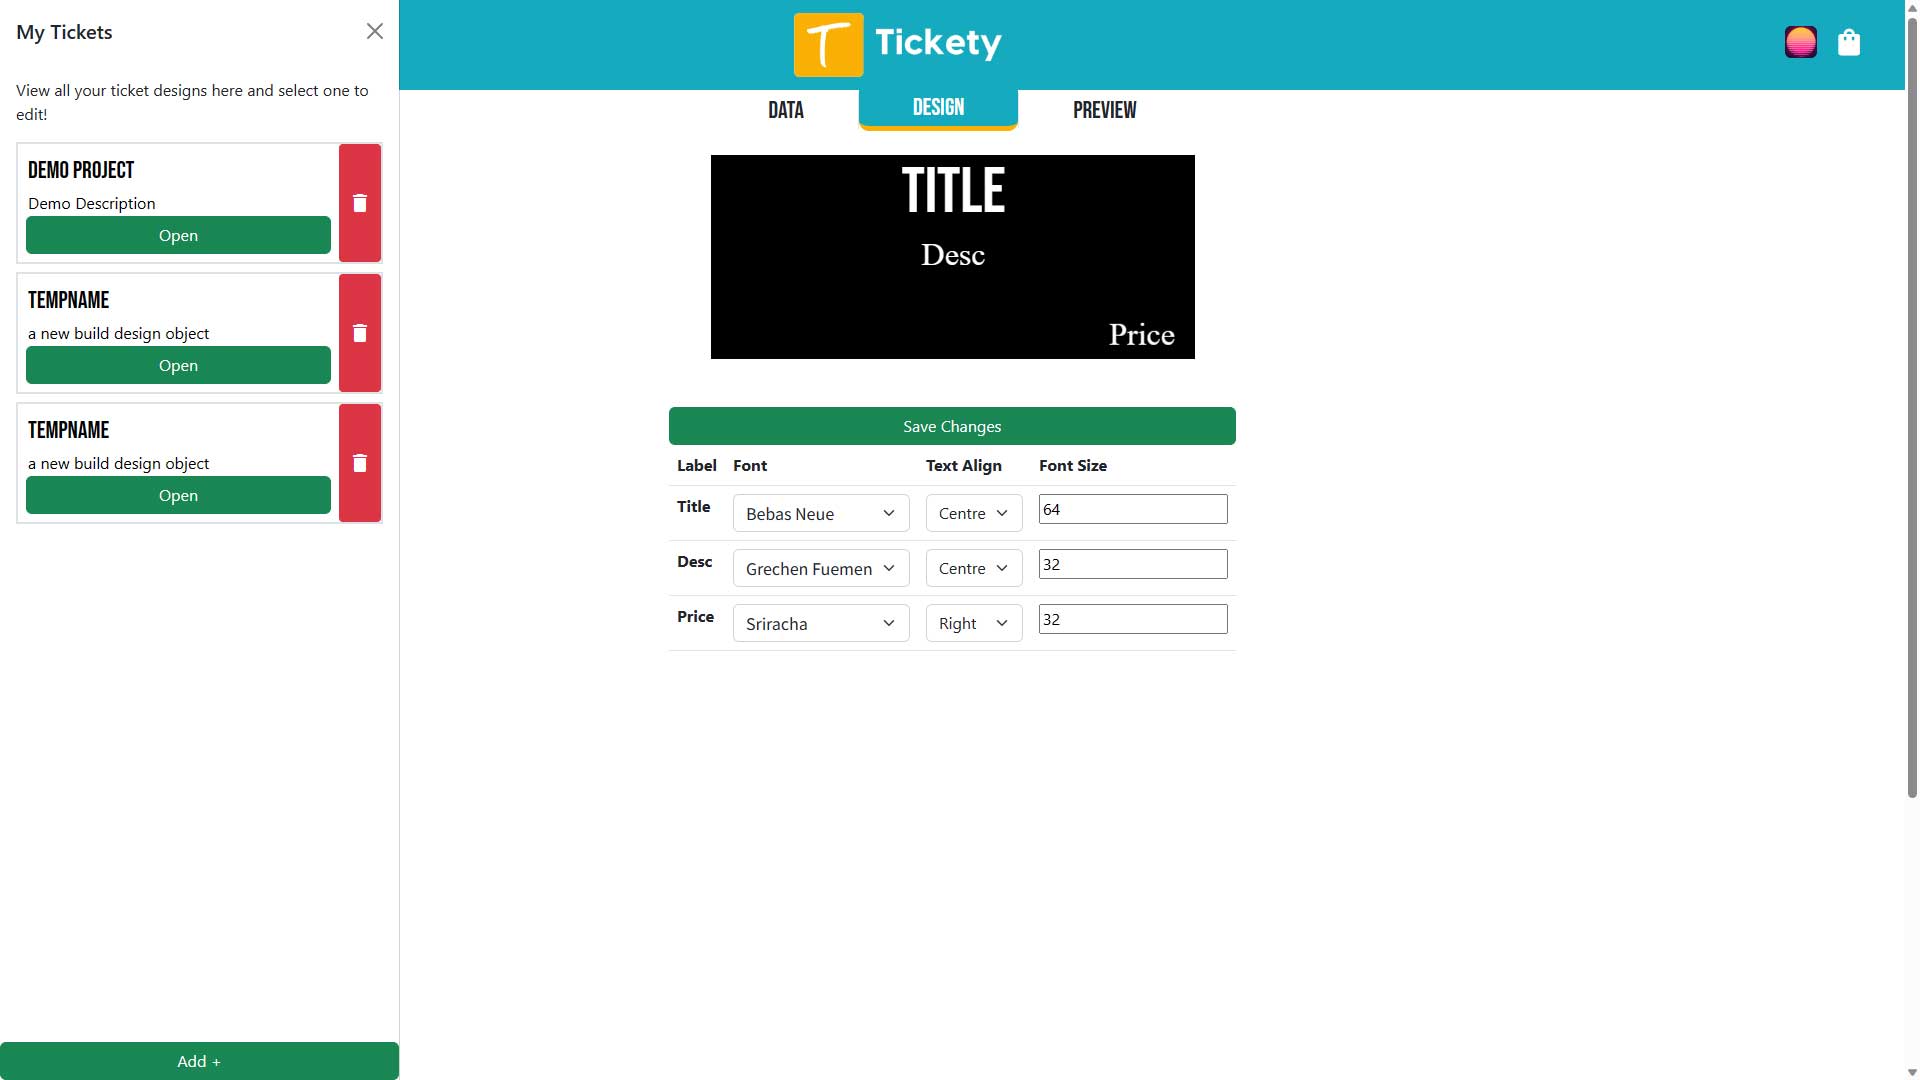 My Tickets
View all your ticket designs here and select one to
edit!
DEMO PROJECT
Demo Description
Open
TEMPNAME
a new build design object
Open
TEMPNAME
a new build design object
Open
Add +
T Tickety
DATA
DESIGN
PREVIEW
TITLE
Desc
Price
Save Changes
Label Font Text Align Font Size
Title Bebas Neue Centre 64
Desc Grechen Fuemen Centre 32
Price Sriracha Right 32